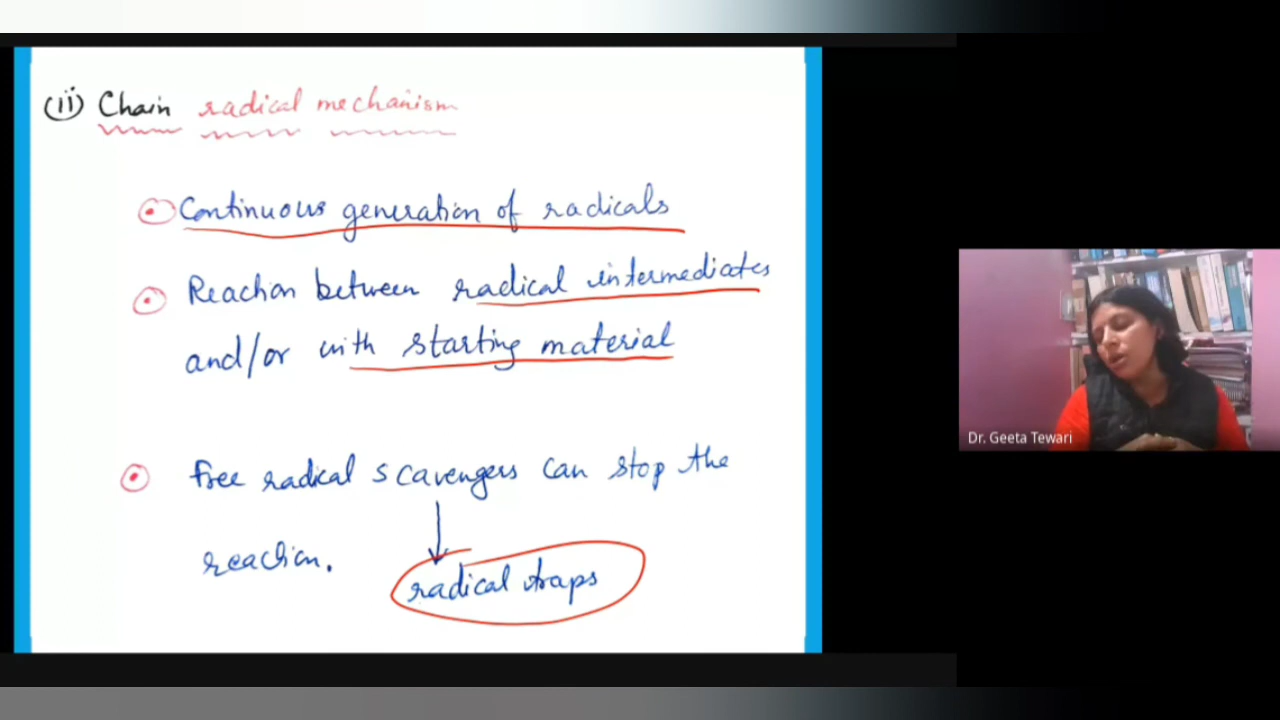 (ii) Chain radical mechanism
Continuous generation of radicals
Reaction between radical intermediates
and/or with starting material
free radical scavengers can stop the
reaction.
radical traps
Dr. Geeta Tewari